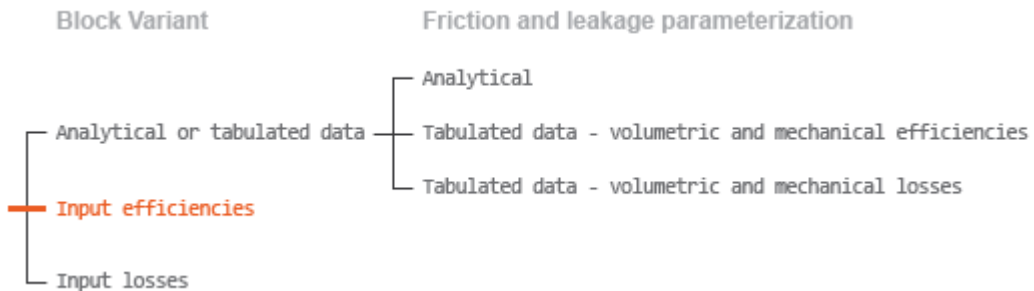 Block Variant
Friction and leakage parameterization
Analytical
Analytical or tabulated data
Tabulated data - volumetric and mechanical efficiencies
Tabulated data - volumetric and mechanical losses
Input efficiencies
Input losses